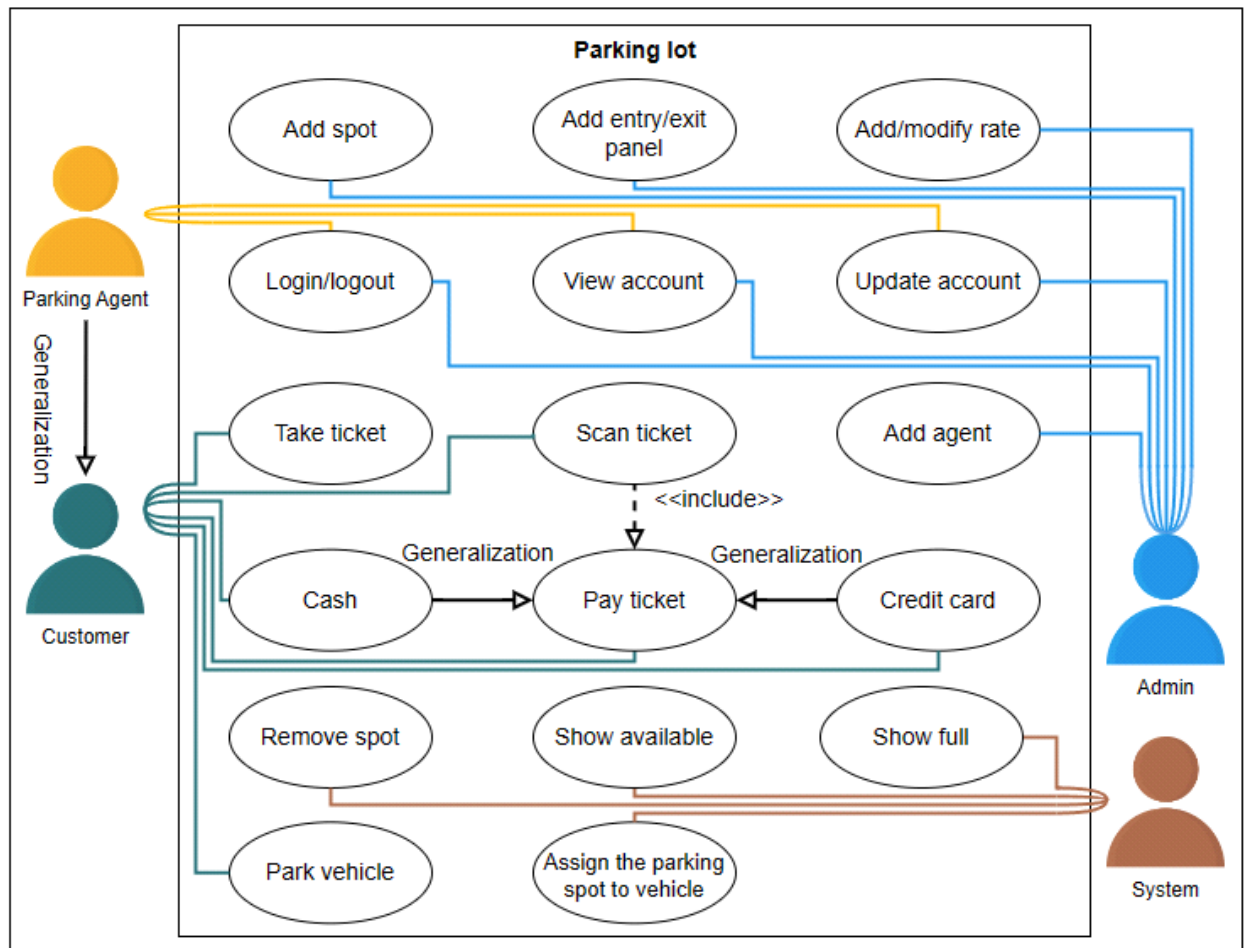 Parking lot
Add spot
Add entry/exit
panel
Add/modify rate
Parking Agent
Login/logout
View account
Update account
Generalization
Take ticket
Scan ticket
Add agent
<<include>>
Customer
Cash
Generalization
Pay ticket
Generalization
Credit card
Admin
Remove spot
Show available
Show full
Park vehicle
Assign the parking
spot to vehicle
System